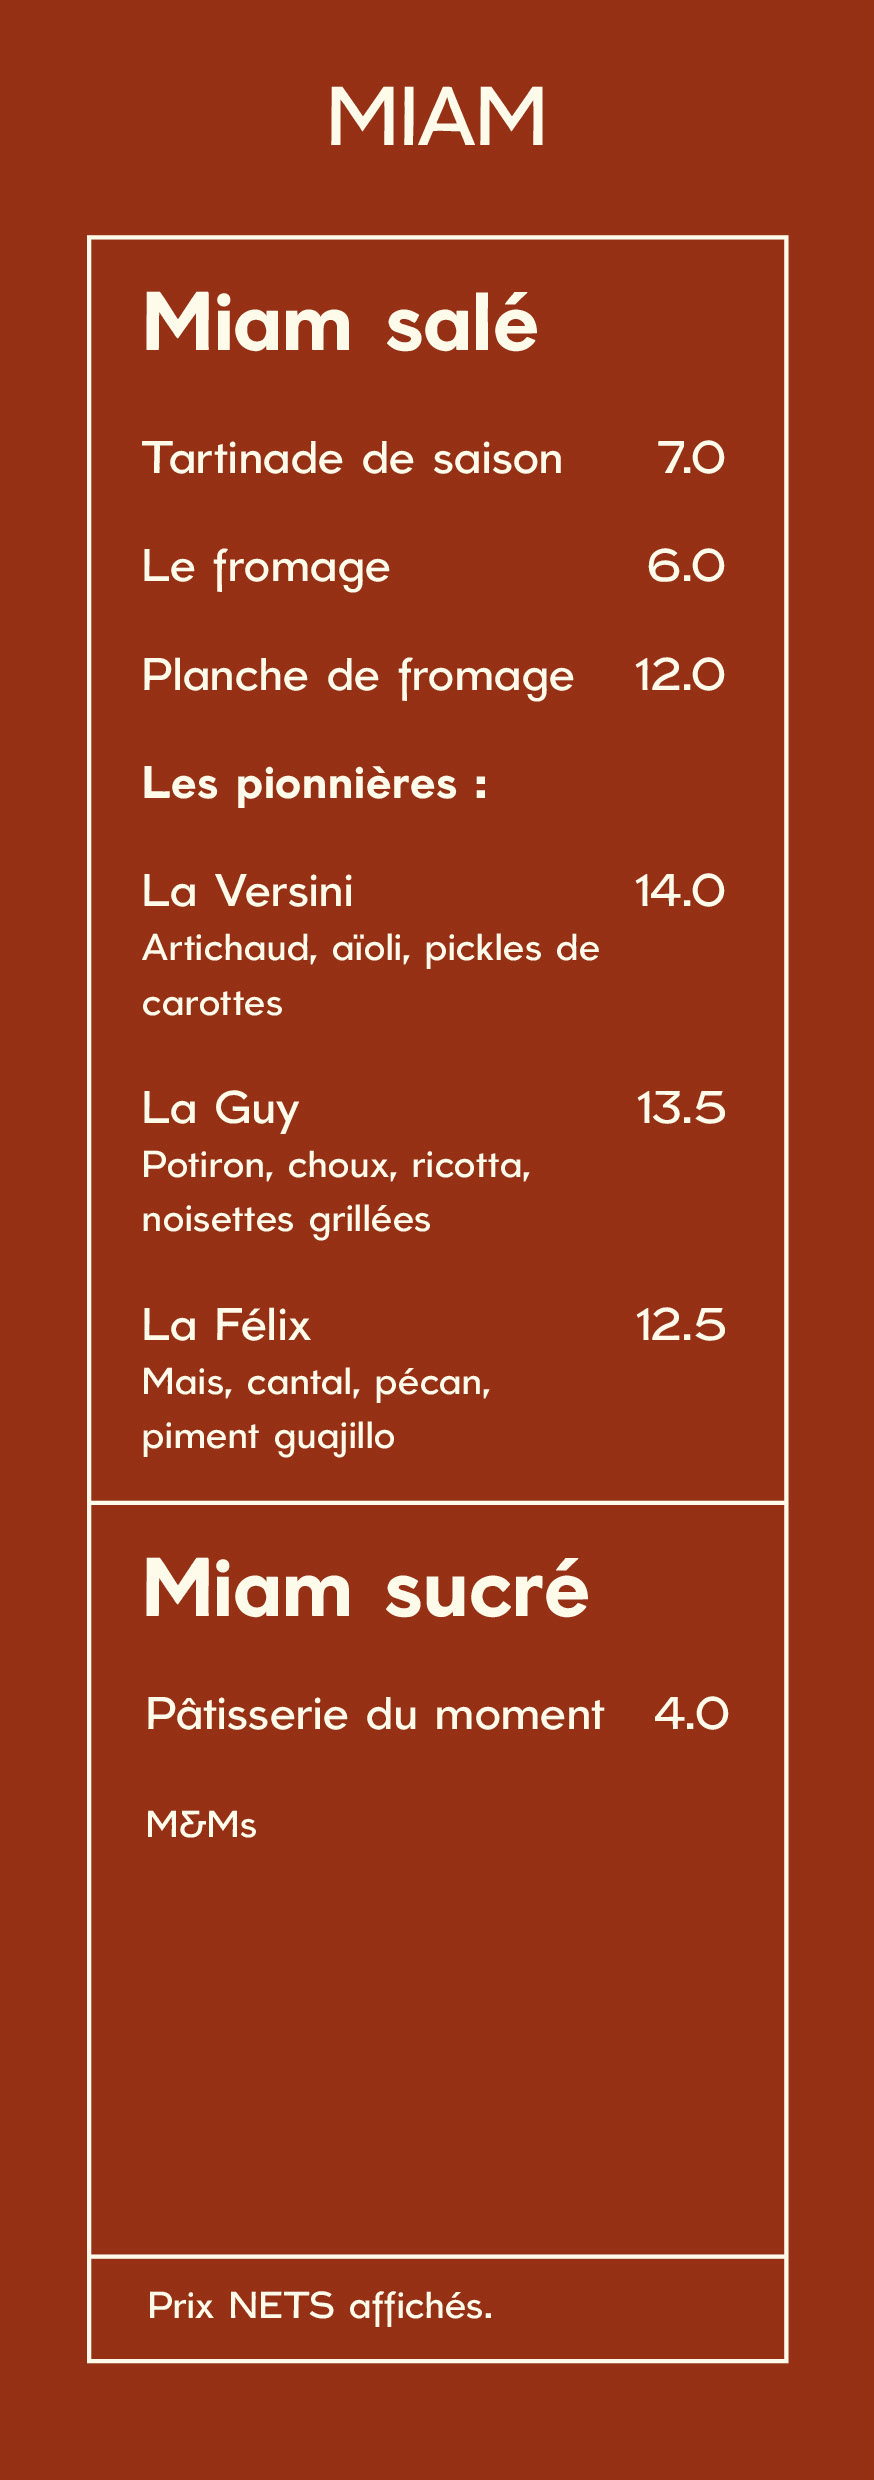 MIAM
Miam salé
Tartinade de saison 7.0
Le fromage 6.0
Planche de fromage 12.0
Les pionnières :
La Versini 14.0
Artichaud, aïoli, pickles de
carottes
La Guy 13.5
Potiron, choux, ricotta,
noisettes grillées
La Félix 12.5
Mais, cantal, pécan,
piment guajillo
Miam sucré
Pâtisserie du moment 4.0
M&Ms
Prix NETS affichés.